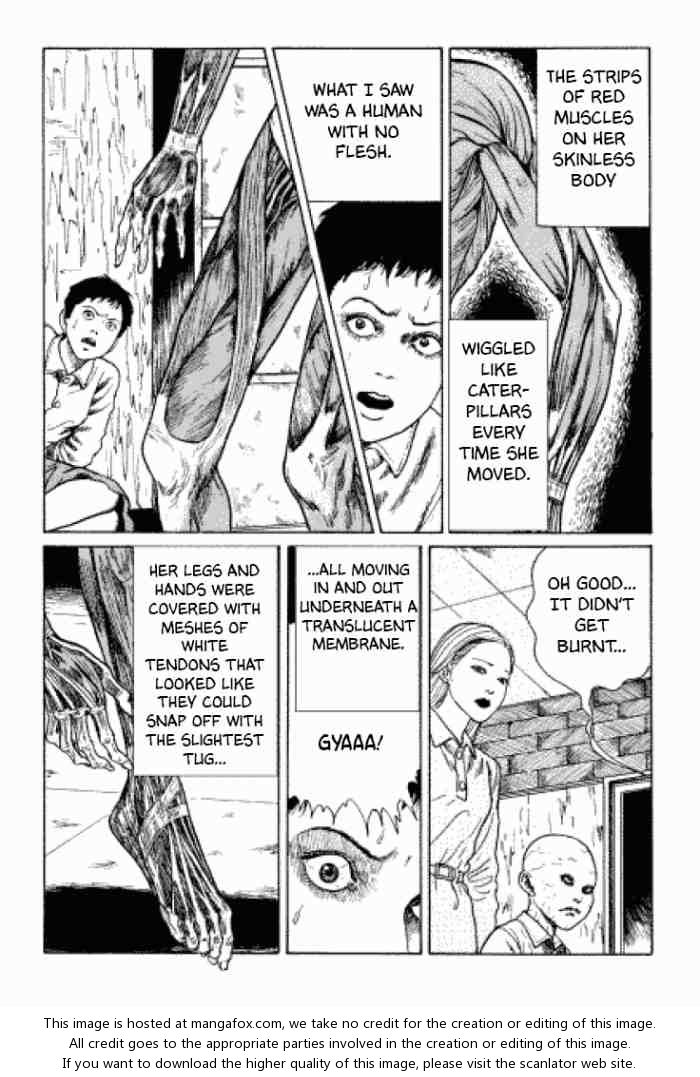 WHAT I SAW
WAS A HUMAN
WITH NO
FLESH.
THE STRIPS
OF RED
MUSCLES
ON HER
SKINLESS
BODY
WIGGLED
LIKE
CATER-
PILLARS
EVERY
TIME SHE
MOVED.
HER LEGS AND
HANDS WERE
COVERED WITH
MESHES OF
WHITE
TENDONS THAT
LOOKED LIKE
THEY COULD
SNAP OFF WITH
THE SLIGHTEST
TUG...
...ALL MOVING
IN AND OUT
UNDERNEATH A
TRANSLUCENT
MEMBRANE.
GYAAA!
OH GOOD...
IT DIDN'T
GET
BURNT...
This image is hosted at mangafox.com, we take no credit for the creation or editing of this image.
All credit goes to the appropriate parties involved in the creation or editing of this image.
If you want to download the higher quality of this image, please visit the scanlator web site.